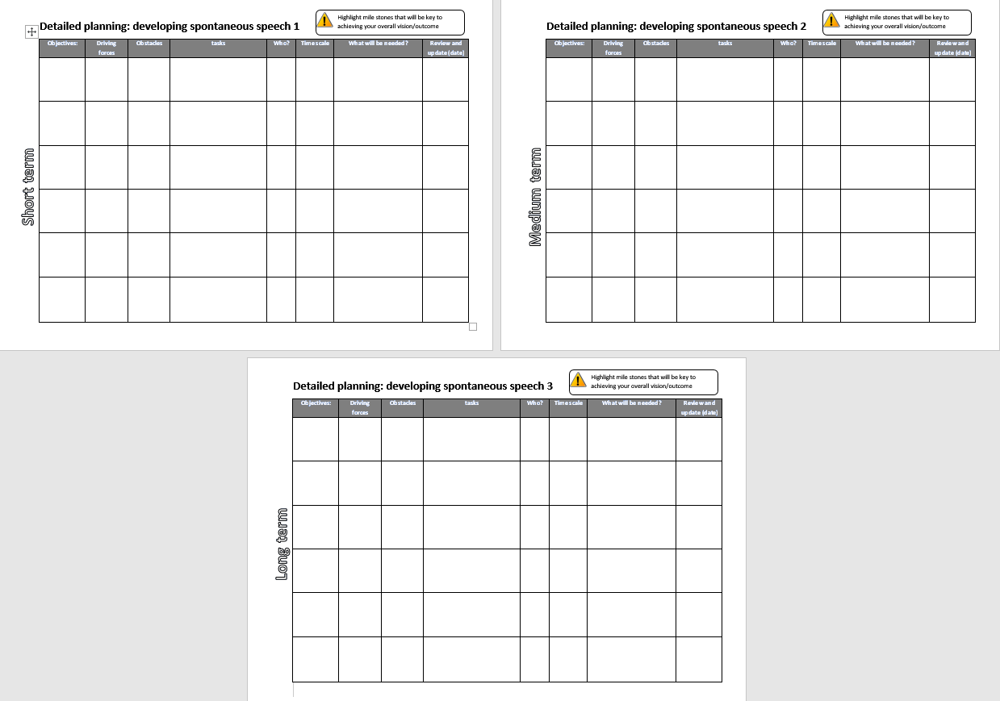 Detailed planning: developing spontaneous speech 1
Highlight mile stones that will be key to
achieving your overall vision/outcome
Objectives: Driving forces Obstacles tasks Who? Timescale What will be needed? Review and update (date)
Short term
Detailed planning: developing spontaneous speech 2
Highlight mile stones that will be key to
achieving your overall vision/outcome
Objectives: Driving forces Obstacles tasks Who? Timescale What will be needed? Review and update (date)
Medium term
Detailed planning: developing spontaneous speech 3
Highlight mile stones that will be key to
achieving your overall vision/outcome
Objectives: Driving forces Obstacles tasks Who? Timescale What will be needed? Review and update (date)
Long term